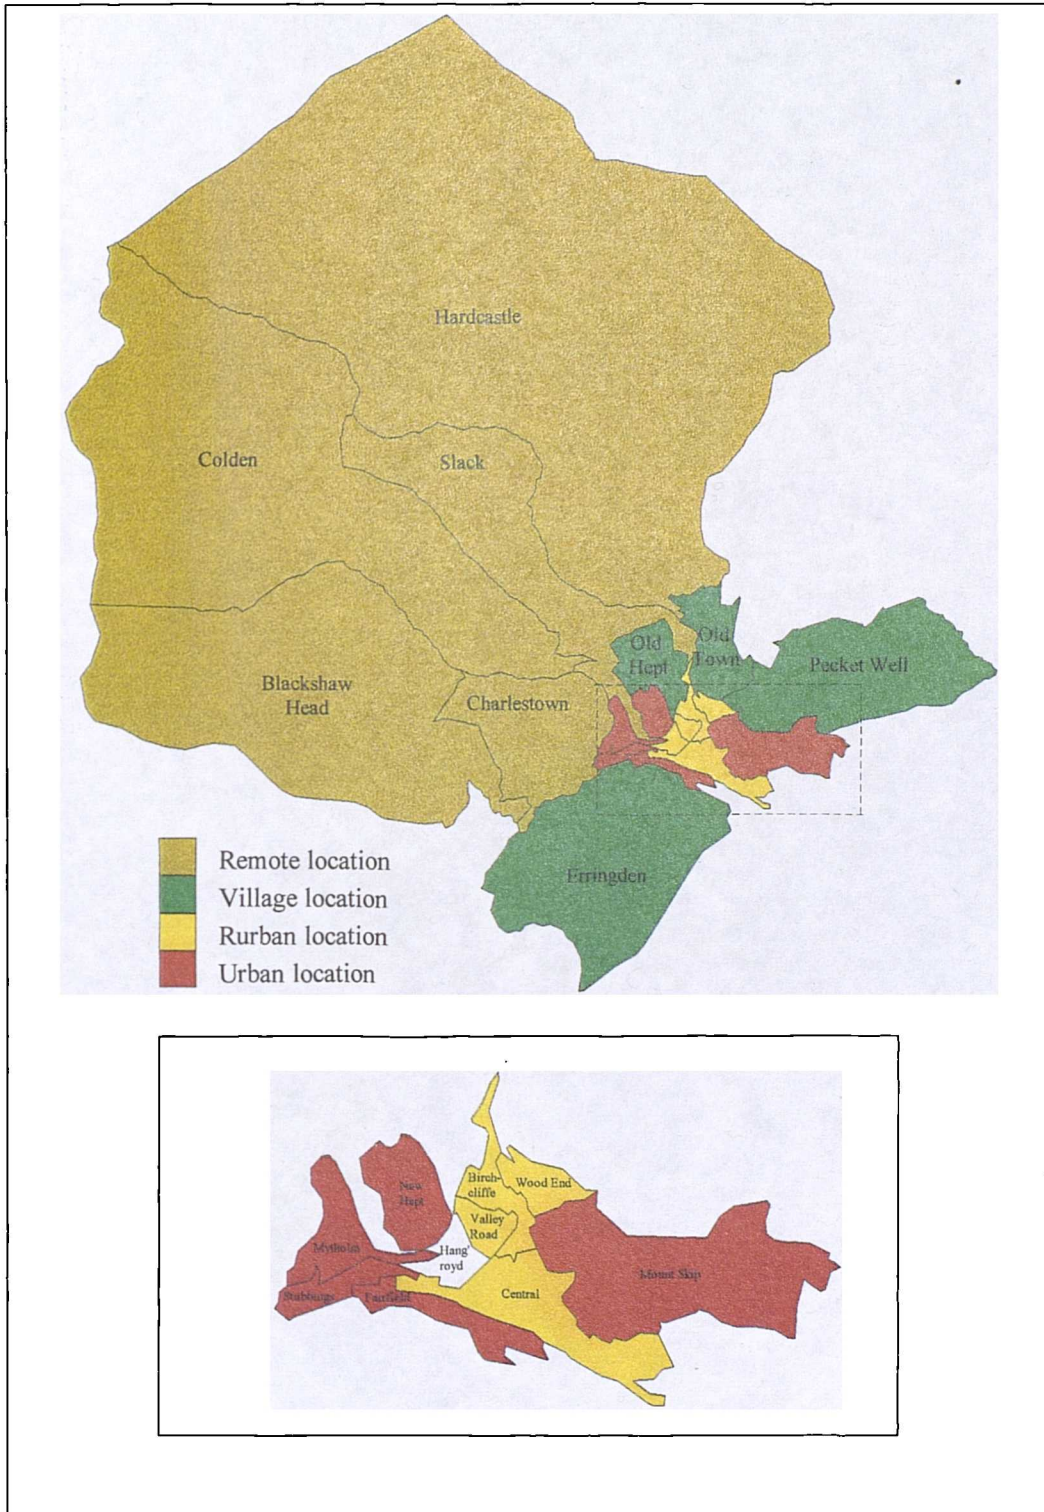 Hardcastle
Colden
Slack
Old
Hept
Old
Town
Pecket Well
Blackshaw
Head
Charlestown
Erringden
Remote location
Village location
Rurban location
Urban location
New
Hept
Birch-
cliffe
Wood End
Valley
Road
Hang'
royd
Mytholm
Mount Skip
Stubbings
Fairfield
Central